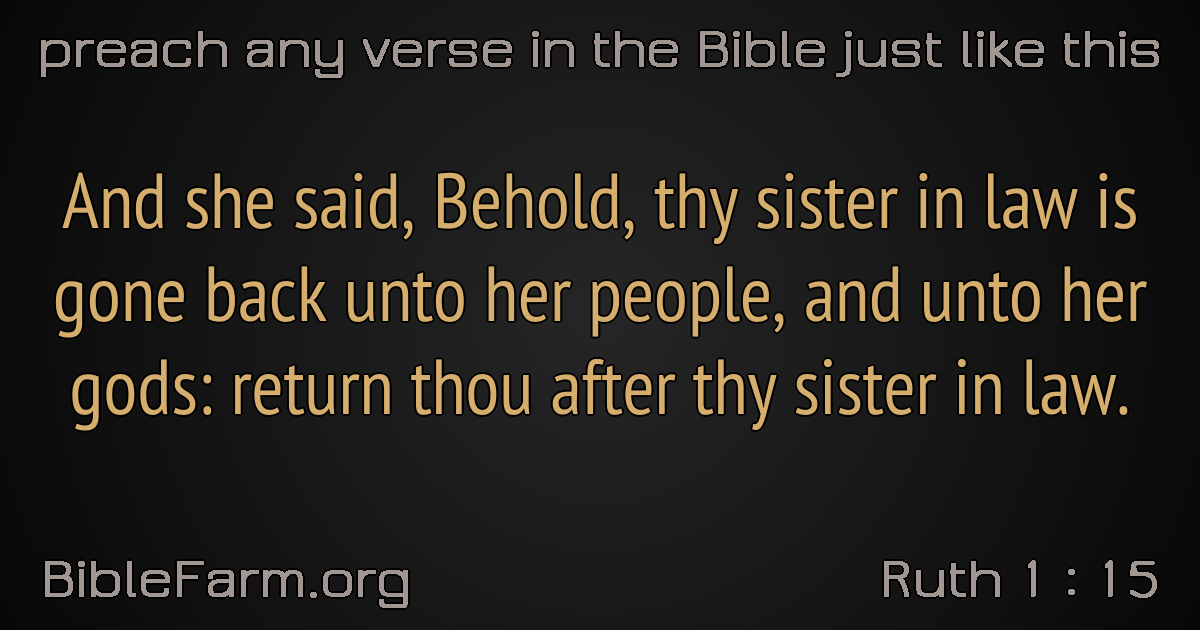 preach any verse in the Bible just like this
And she said, Behold, thy sister in law is
gone back unto her people, and unto her
gods: return thou after thy sister in law.
BibleFarm.org
Ruth 1 : 15